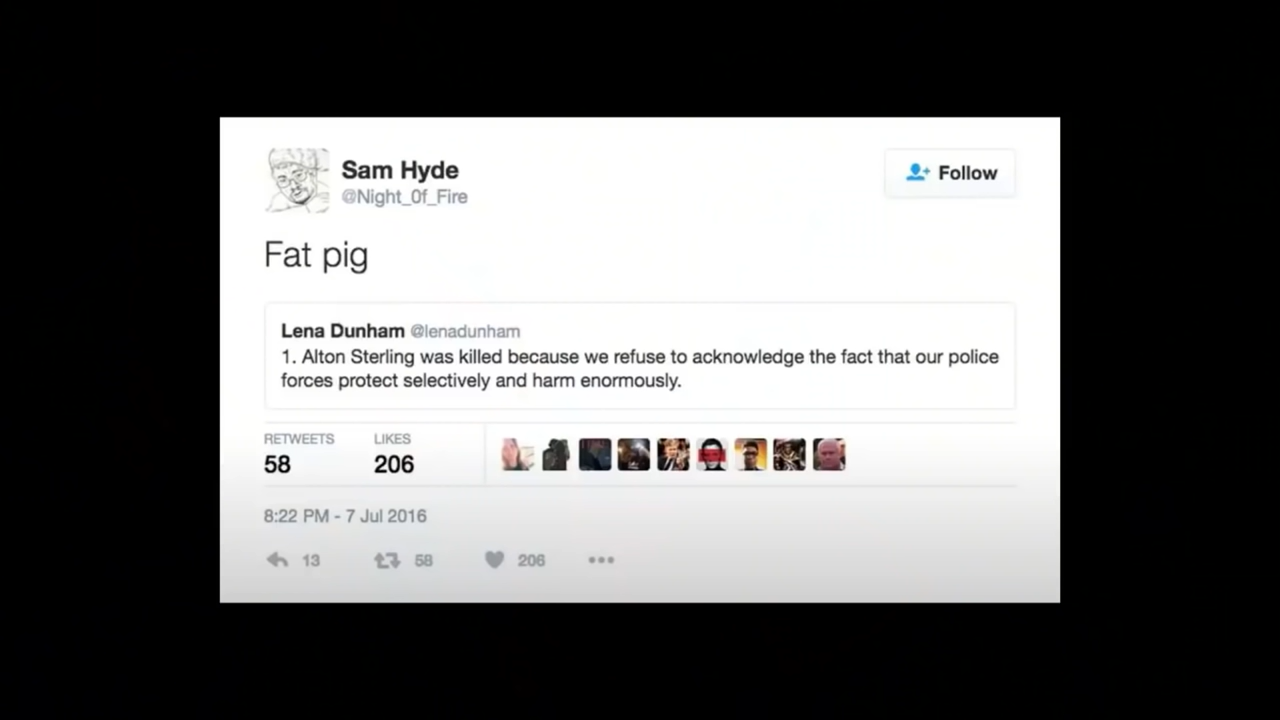 Sam Hyde
@Night_0f_Fire
Follow
Fat pig
Lena Dunham @lenadunham
1. Alton Sterling was killed because we refuse to acknowledge the fact that our police
forces protect selectively and harm enormously.
RETWEETS LIKES
58 206
8:22 PM - 7 Jul 2016
13 58 206